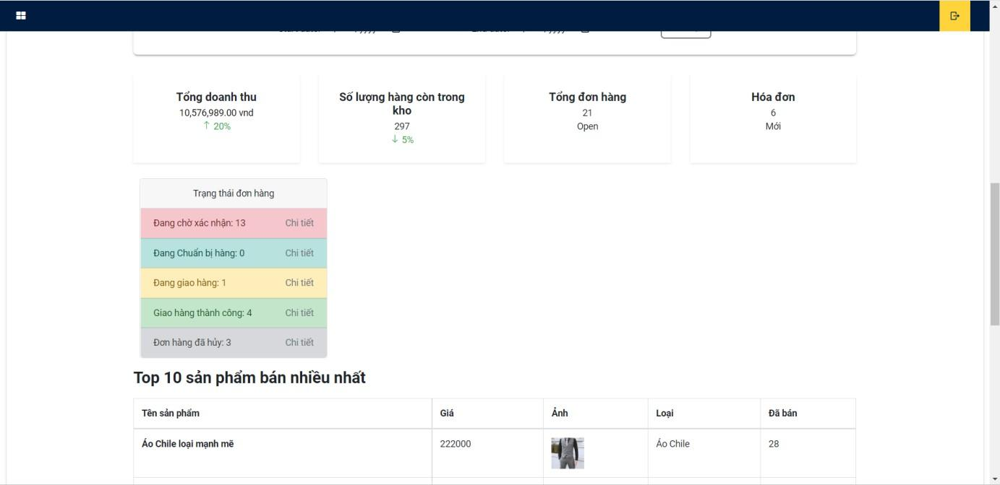 Tổng doanh thu
10,576,989.00 vnd
↑ 20%
Số lượng hàng còn trong
kho
297
↓ 5%
Tổng đơn hàng
21
Open
Hóa đơn
6
Mới
Trạng thái đơn hàng
Đang chờ xác nhận: 13 Chi tiết
Đang Chuẩn bị hàng: 0 Chi tiết
Đang giao hàng: 1 Chi tiết
Giao hàng thành công: 4 Chi tiết
Đơn hàng đã hủy: 3 Chi tiết
Top 10 sản phẩm bán nhiều nhất
Tên sản phẩm Giá Ảnh Loại Đã bán
Áo Chile loại mạnh mẽ 222000 Áo Chile 28